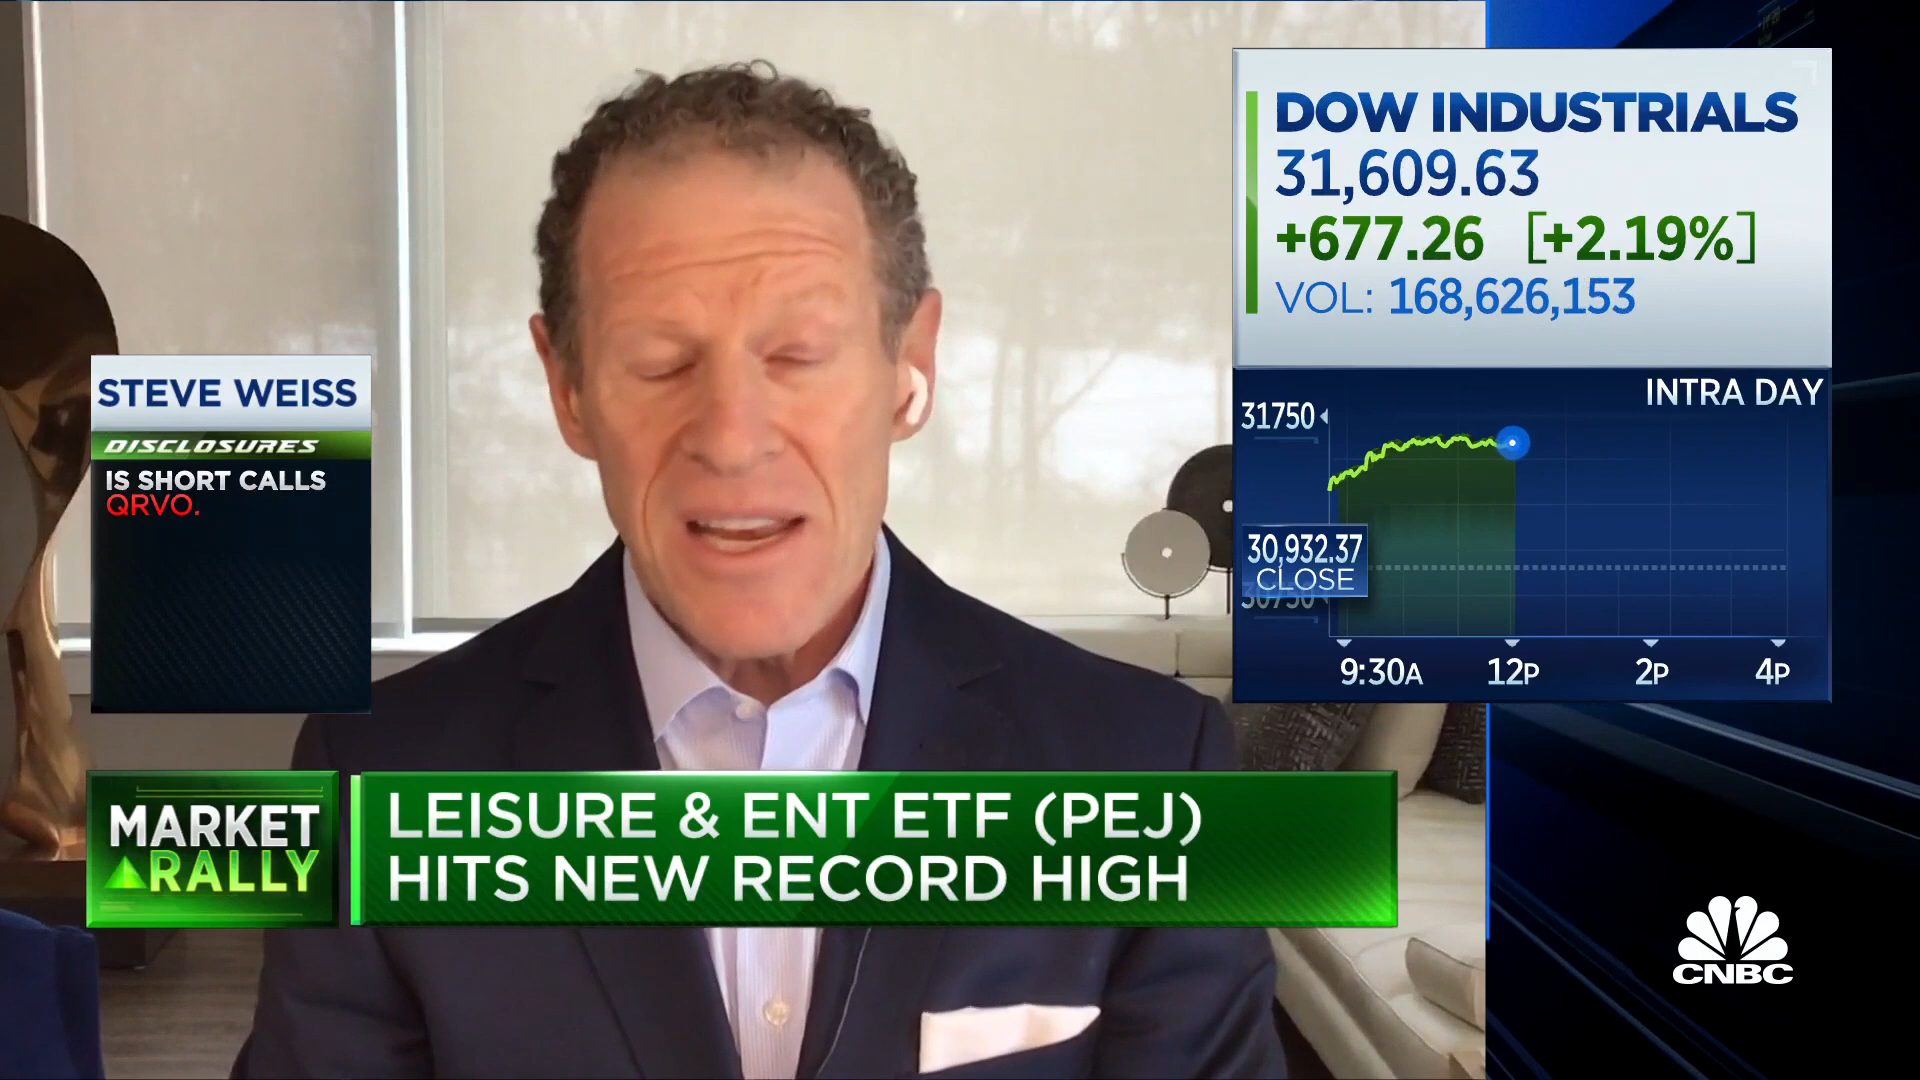 DOW INDUSTRIALS
31,609.63
+677.26 [+2.19%]
VOL: 168,626,153
INTRA DAY
31750
30,932.37
CLOSE
30750
9:30A 12P 2P 4P
STEVE WEISS
DISCLOSURES
IS SHORT CALLS
QRVO.
MARKET
RALLY
LEISURE & ENT ETF (PEJ)
HITS NEW RECORD HIGH
CNBC